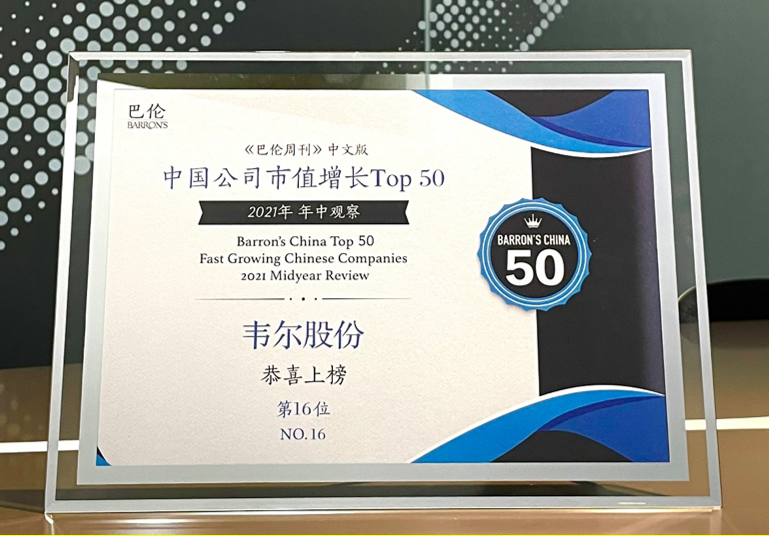 巴伦
BARRON'S
《巴伦周刊》中文版
中国公司市值增长Top 50
2021年 年中观察
Barron's China Top 50
Fast Growing Chinese Companies
2021 Midyear Review
韦尔股份
恭喜上榜
第16位
NO. 16
BARRON'S CHINA
50